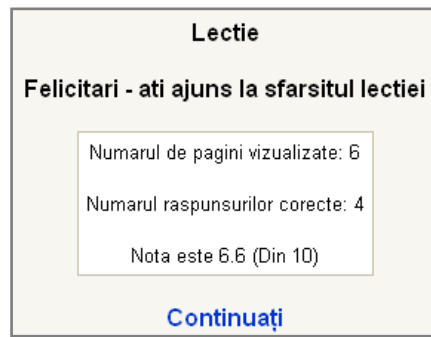 Lectie
Felicitari - ati ajuns la sfarsitul lectiei
Numarul de pagini vizualizate: 6
Numarul raspunsurilor corecte: 4
Nota este 6.6 (Din 10)
Continuați